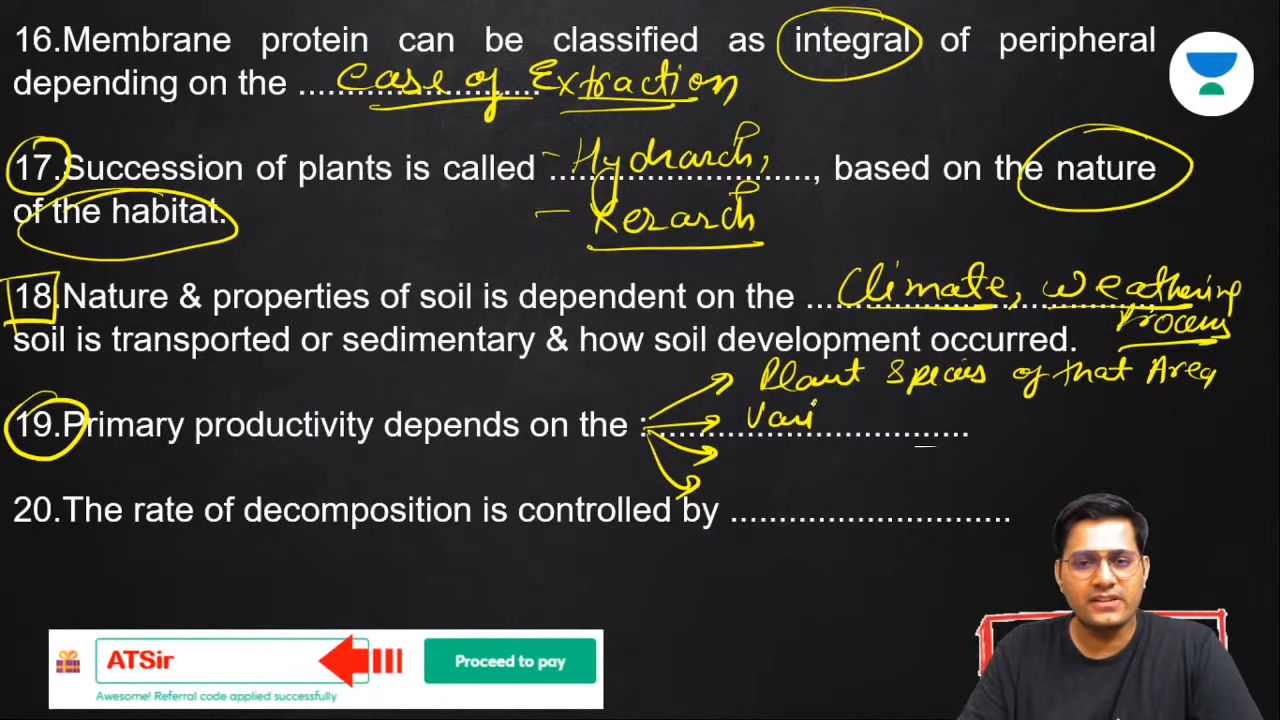 16.Membrane protein can be classified as integral of peripheral
depending on the .......................... Ease of Extraction
17.Succession of plants is called - Hydrarch, ..........................., based on the nature
of the habitat. - Xerarch
18.Nature & properties of soil is dependent on the ... Climate, weathering
Process
soil is transported or sedimentary & how soil development occurred.
Plant Species of that Area
19.Primary productivity depends on the :................................. Vari
20.The rate of decomposition is controlled by .............................
ATSir
Proceed to pay
Awesome! Referral code applied successfully